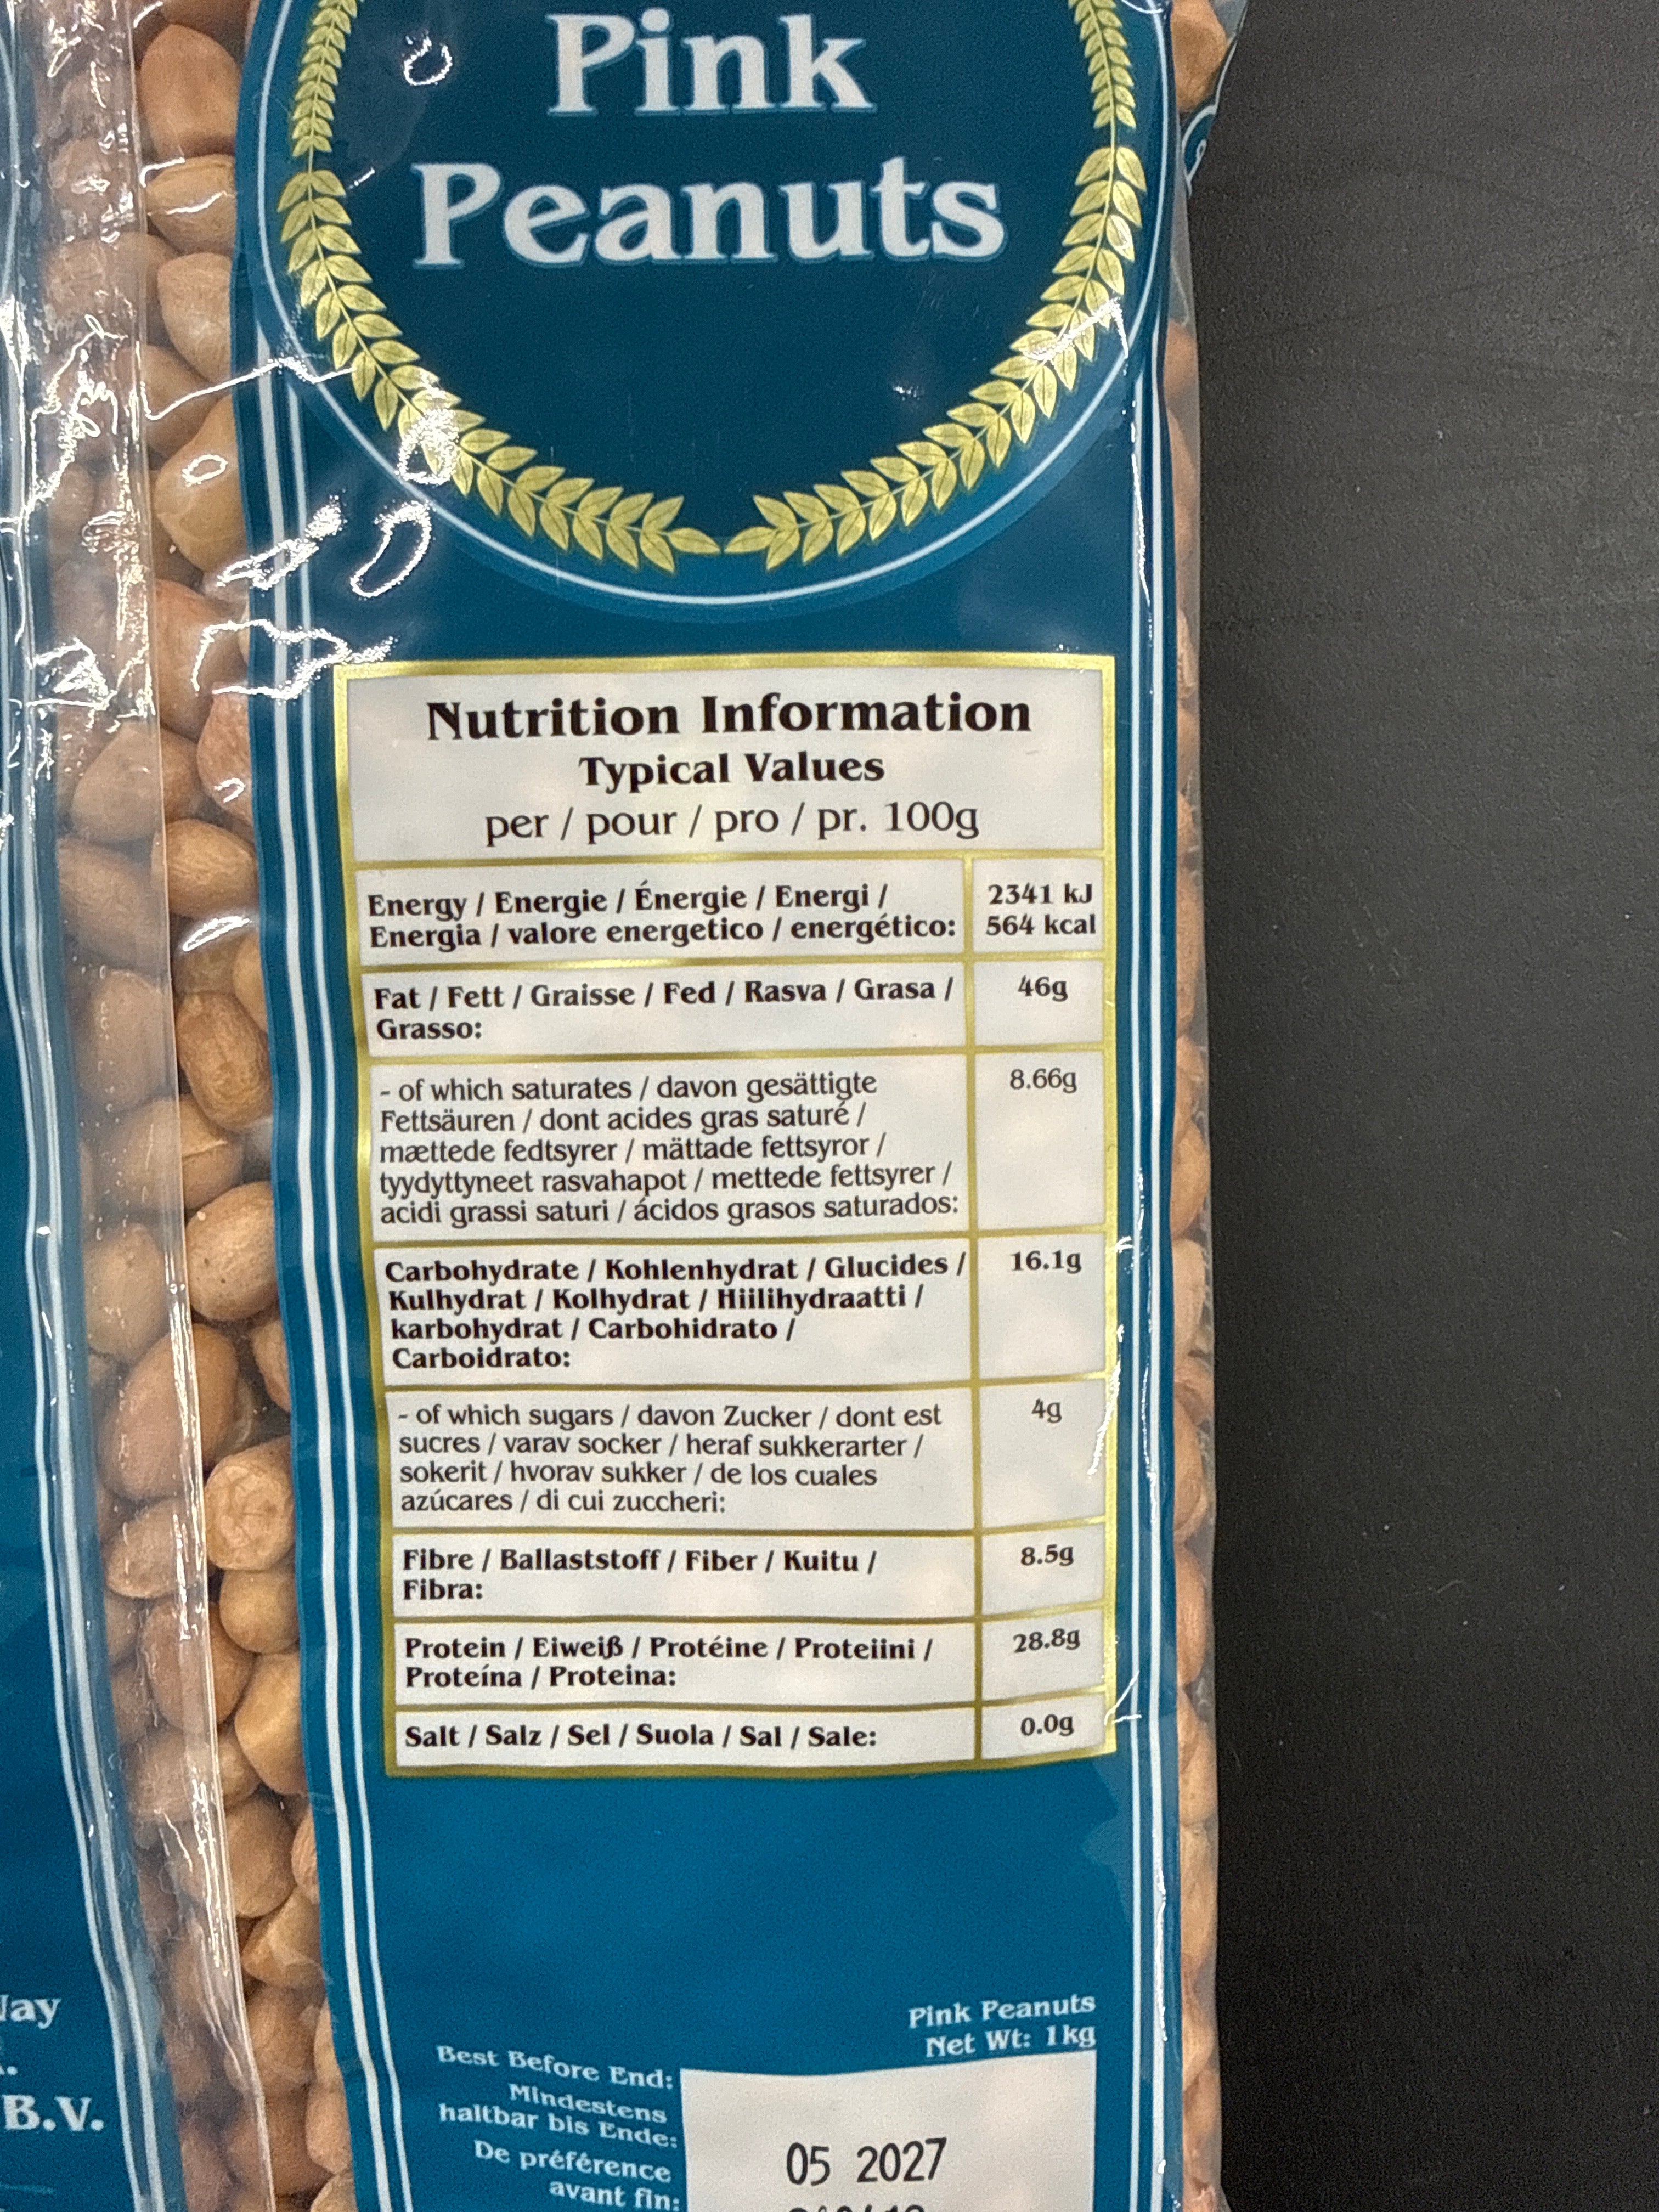 Pink
Peanuts
Nutrition Information
Typical Values
per / pour / pro / pr. 100g
Energy / Energie / Énergie / Energi /
Energia / valore energetico / energético:
2341 kJ
564 kcal
Fat / Fett / Graisse / Fed / Rasva / Grasa /
Grasso:
46g
- of which saturates / davon gesättigte
Fettsäuren / dont acides gras saturé /
mættede fedtsyrer / mättade fettsyror /
tyydyttyneet rasvahapot / mettede fettsyrer /
acidi grassi saturi / ácidos grasos saturados:
8.66g
Carbohydrate / Kohlenhydrat / Glucides /
Kulhydrat / Kolhydrat / Hiilihydraatti /
karbohydrat / Carbohidrato /
Carboidrato:
16.1g
- of which sugars / davon Zucker / dont est
sucres / varav socker / heraf sukkerarter /
sokerit / hvorav sukker / de los cuales
azúcares / di cui zuccheri:
4g
Fibre / Ballaststoff / Fiber / Kuitu /
Fibra:
8.5g
Protein / Eiweiß / Protéine / Proteiini /
Proteína / Proteina:
28.8g
Salt / Salz / Sel / Suola / Sal / Sale:
0.0g
Pink Peanuts
Net Wt: 1kg
Best Before End:
Mindestens
haltbar bis Ende:
De préférence
avant fin:
05 2027
B.V.